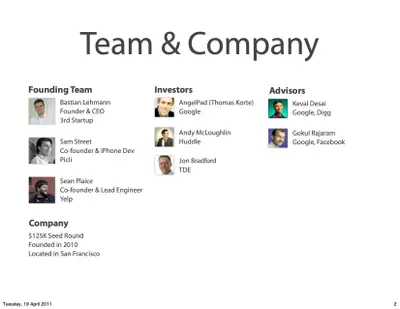 Team & Company
Founding Team
Bastian Lehmann
Founder & CEO
3rd Startup
Sam Street
Co-founder & iPhone Dev
Picli
Sean Plaice
Co-founder & Lead Engineer
Yelp
Investors
AngelPad (Thomas Korte)
Google
Andy McLoughlin
Huddle
Jon Bradford
TDE
Advisors
Keval Desai
Google, Digg
Gokul Rajaram
Google, Facebook
Company
$125K Seed Round
Founded in 2010
Located in San Francisco
Tuesday, 19 April 2011
2